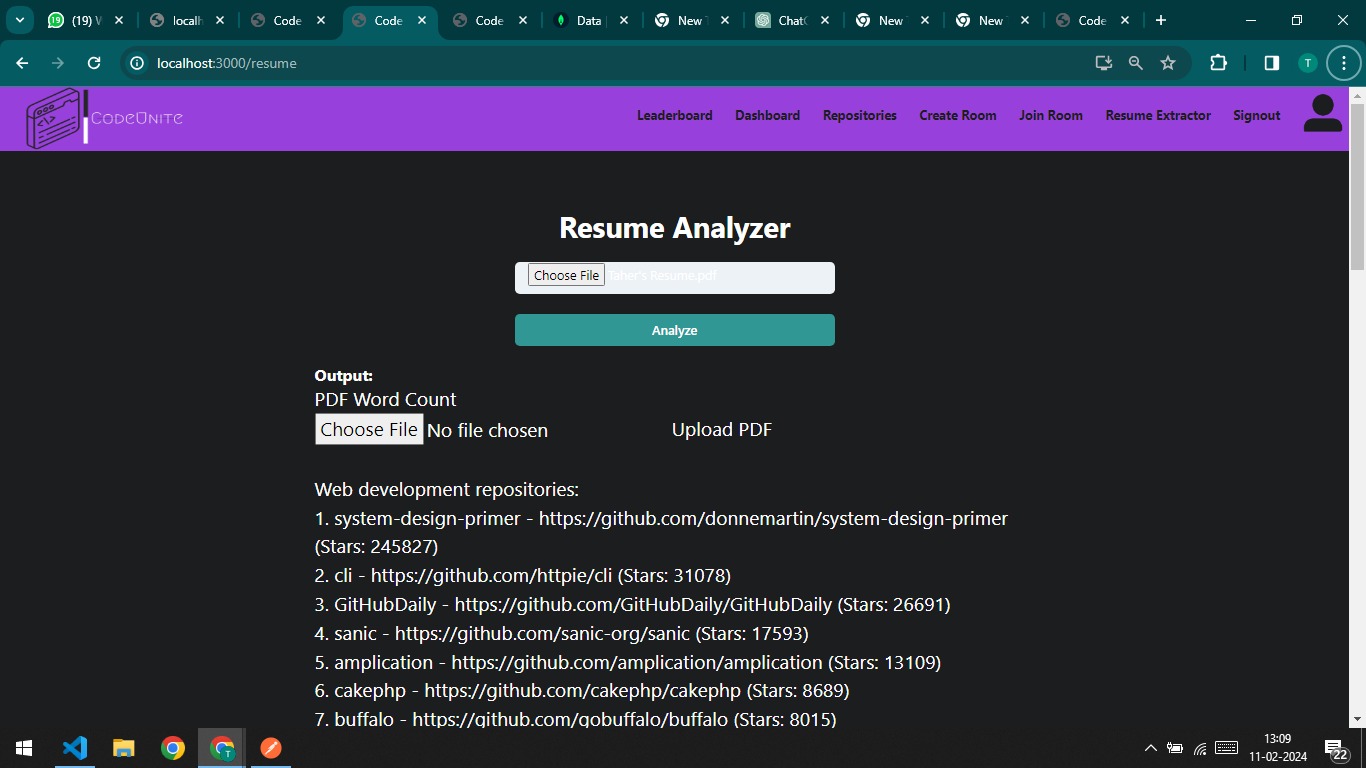 (19) W
localh
Code
Code
Code
Data
New
ChatG
New
New
Code
localhost:3000/resume
T
CodeUnite
Leaderboard Dashboard Repositories Create Room Join Room Resume Extractor Signout
Resume Analyzer
Choose File Taher's Resume.pdf
Analyze
Output:
PDF Word Count
Choose File No file chosen Upload PDF
Web development repositories:
1. system-design-primer - https://github.com/donnemartin/system-design-primer
(Stars: 245827)
2. cli - https://github.com/httpie/cli (Stars: 31078)
3. GitHubDaily - https://github.com/GitHubDaily/GitHubDaily (Stars: 26691)
4. sanic - https://github.com/sanic-org/sanic (Stars: 17593)
5. amplication - https://github.com/amplication/amplication (Stars: 13109)
6. cakephp - https://github.com/cakephp/cakephp (Stars: 8689)
7. buffalo - https://github.com/gobuffalo/buffalo (Stars: 8015)
13:09
11-02-2024
22